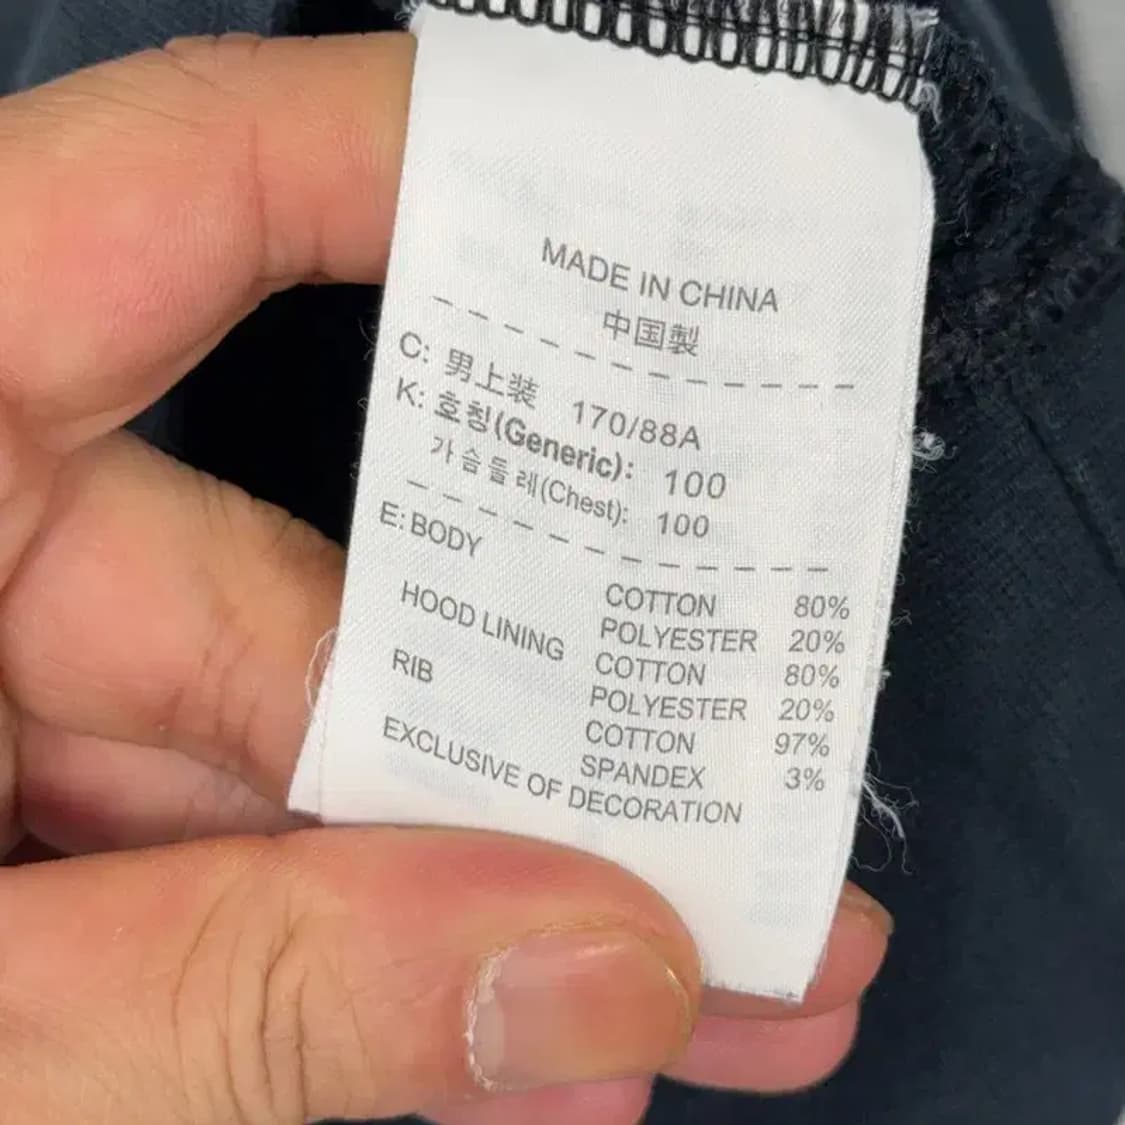 MADE IN CHINA
中国製
C: 男上装 170/88A
K: 호칭(Generic): 100
가슴둘레(Chest): 100
E: BODY
COTTON 80%
POLYESTER 20%
HOOD LINING
COTTON 80%
POLYESTER 20%
RIB
COTTON 97%
SPANDEX 3%
EXCLUSIVE OF DECORATION